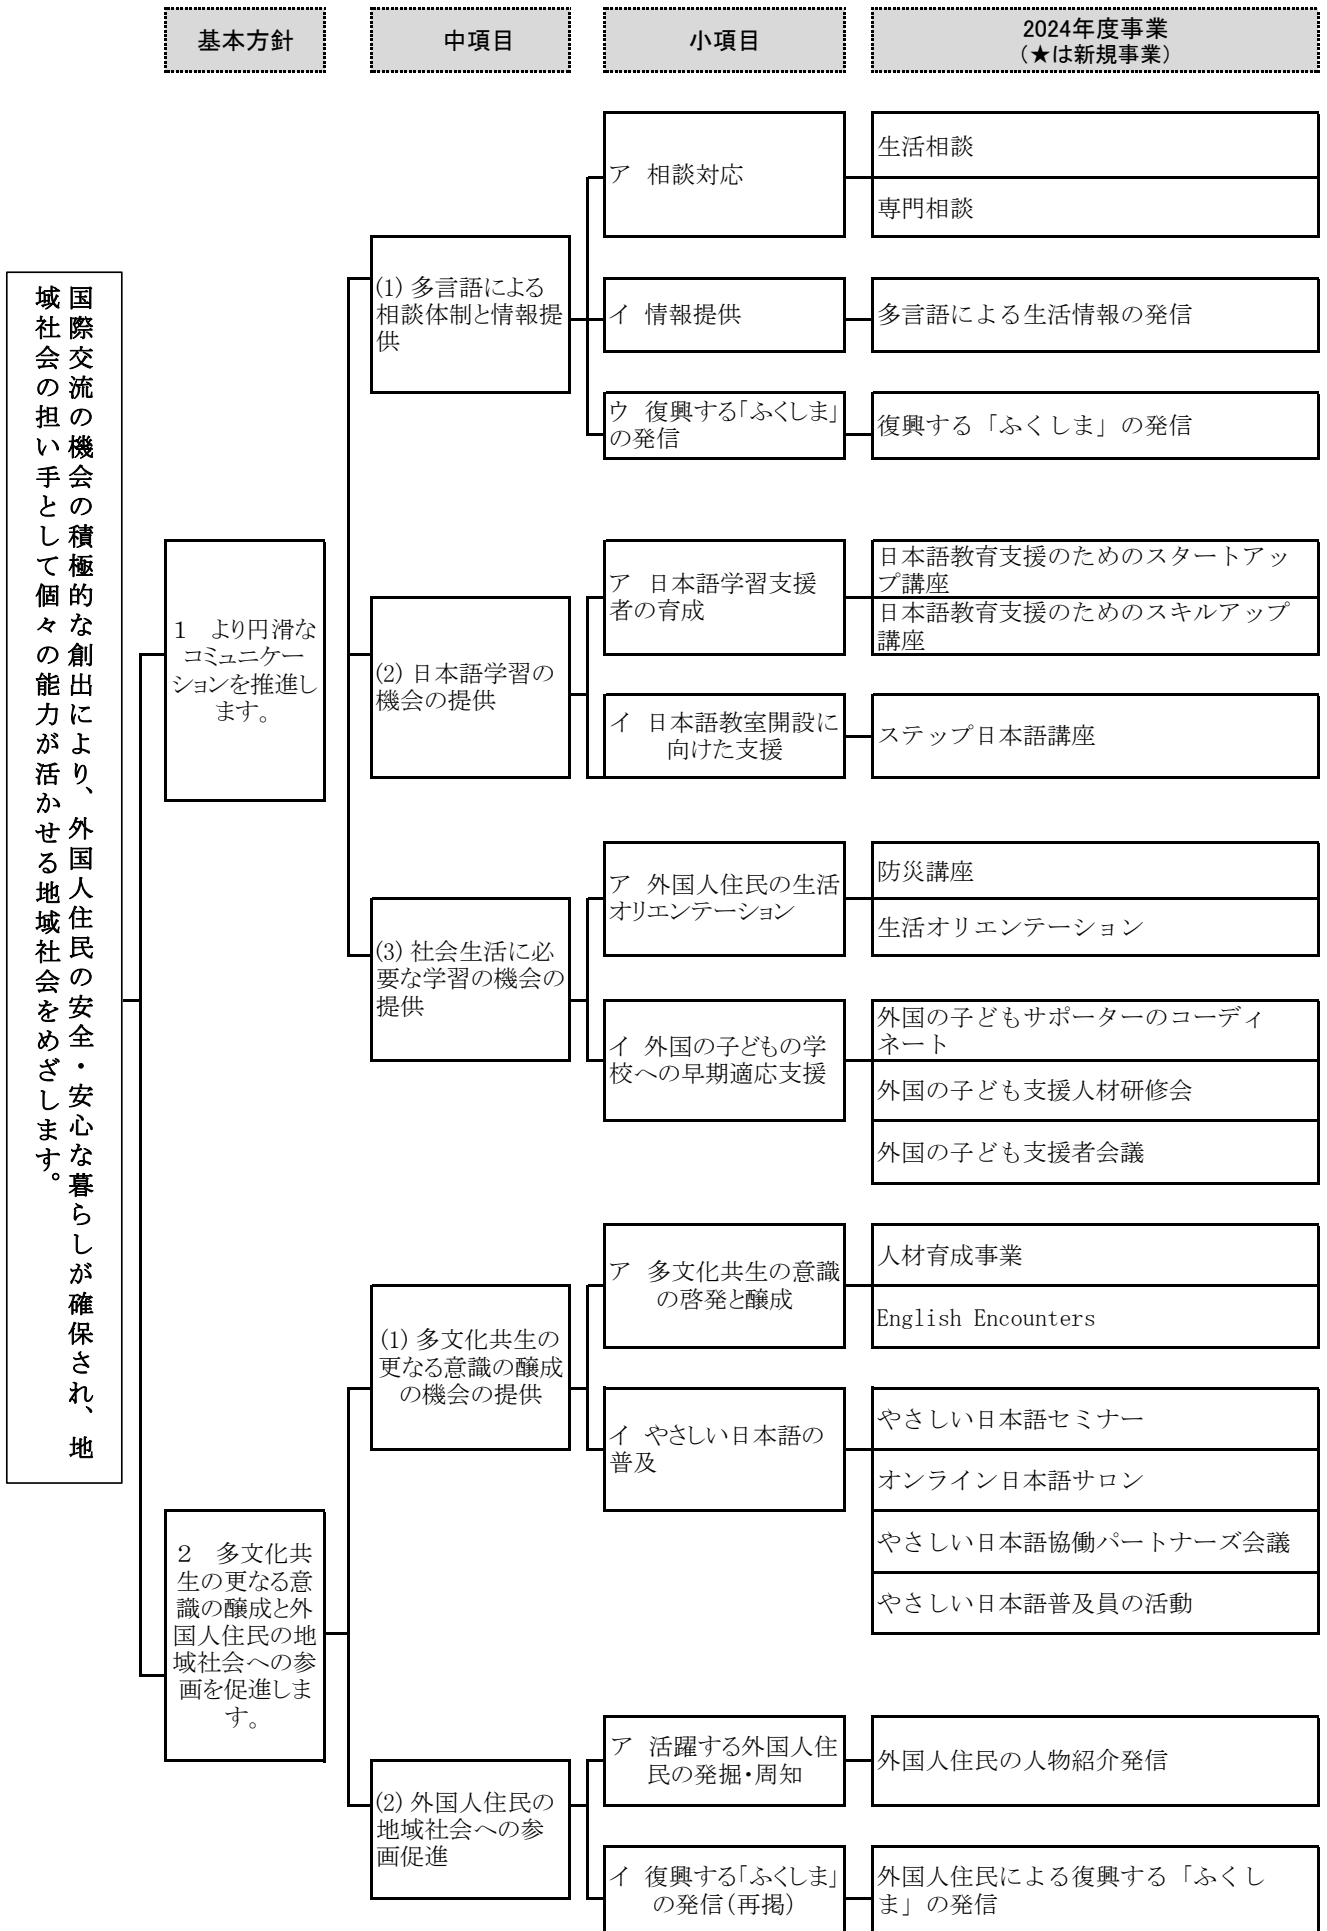 基本方針
中項目
小項目
2024年度事業
（★は新規事業）
国際交流の機会の積極的な創出により、外国人住民の安全・安心な暮らしが確保され、地
域社会の担い手として個々の能力が活かせる地域社会をめざします。
1　より円滑な
コミュニケー
ションを推進し
ます。
(1) 多言語による
相談体制と情報提
供
ア　相談対応
生活相談
専門相談
イ　情報提供
多言語による生活情報の発信
ウ　復興する「ふくしま」
の発信
復興する「ふくしま」の発信
(2) 日本語学習の
機会の提供
ア　日本語学習支援
者の育成
日本語教育支援のためのスタートアッ
プ講座
日本語教育支援のためのスキルアップ
講座
イ　日本語教室開設に
向けた支援
ステップ日本語講座
(3) 社会生活に必
要な学習の機会の
提供
ア　外国人住民の生活
オリエンテーション
防災講座
生活オリエンテーション
イ　外国の子どもの学
校への早期適応支援
外国の子どもサポーターのコーディ
ネート
外国の子ども支援人材研修会
外国の子ども支援者会議
2　多文化共
生の更なる意
識の醸成と外
国人住民の地
域社会への参
画を促進しま
す。
(1) 多文化共生の
更なる意識の醸成
の機会の提供
ア　多文化共生の意識
の啓発と醸成
人材育成事業
English Encounters
イ　やさしい日本語の
普及
やさしい日本語セミナー
オンライン日本語サロン
やさしい日本語協働パートナーズ会議
やさしい日本語普及員の活動
(2) 外国人住民の
地域社会への参
画促進
ア　活躍する外国人住
民の発掘・周知
外国人住民の人物紹介発信
イ　復興する「ふくしま」
の発信（再掲）
外国人住民による復興する「ふくし
ま」の発信